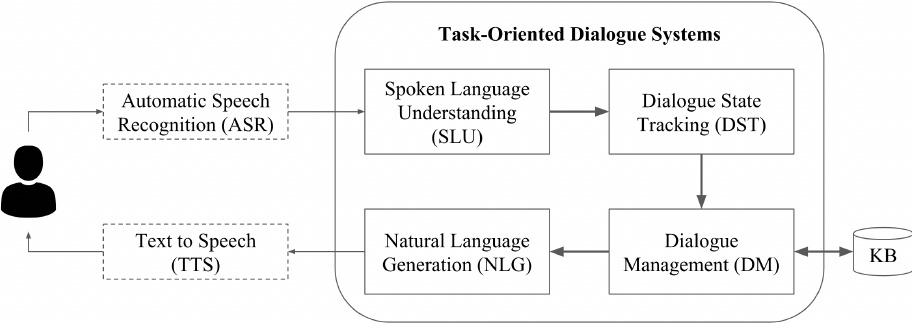 Task-Oriented Dialogue Systems
Automatic Speech
Recognition (ASR)
Spoken Language
Understanding
(SLU)
Dialogue State
Tracking (DST)
Text to Speech
(TTS)
Natural Language
Generation (NLG)
Dialogue
Management (DM)
KB